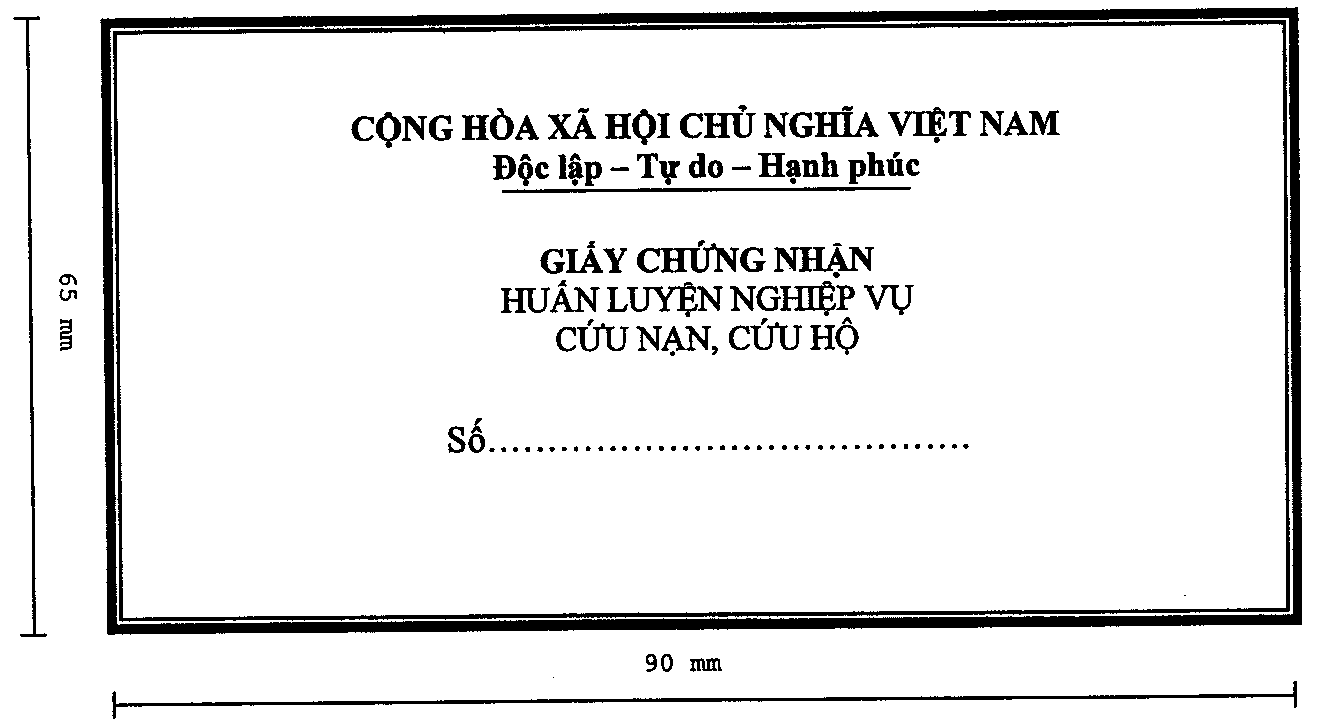 CỘNG HÒA XÃ HỘI CHỦ NGHĨA VIỆT NAM
Độc lập – Tự do – Hạnh phúc
GIẤY CHỨNG NHẬN
HUẤN LUYỆN NGHIỆP VỤ
CỨU NẠN, CỨU HỘ
Số........................................
65 mm
90 mm